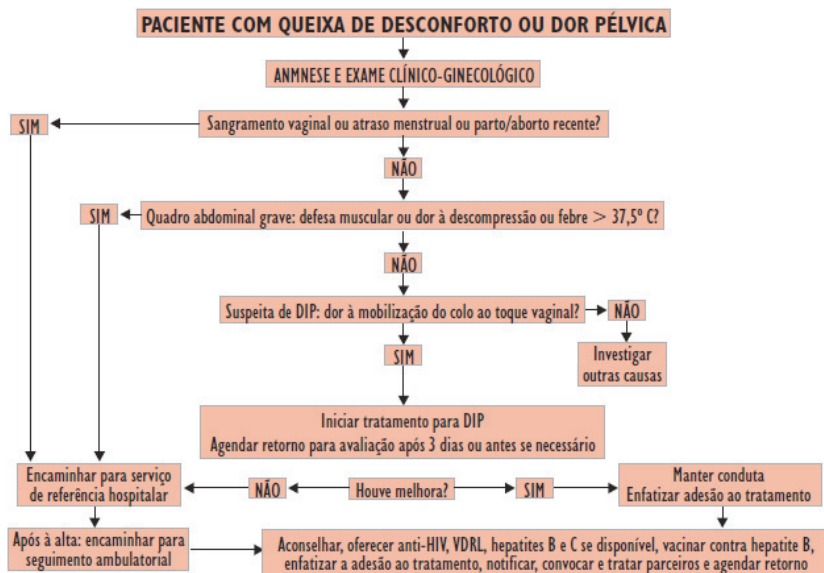 PACIENTE COM QUEIXA DE DESCONFORTO OU DOR PÉLVICA
ANMNESE E EXAME CLÍNICO-GINECOLÓGICO
SIM
Sangramento vaginal ou atraso menstrual ou parto/aborto recente?
NÃO
SIM
Quadro abdominal grave: defesa muscular ou dor à descompressão ou febre > 37,5º C?
NÃO
Suspeita de DIP: dor à mobilização do colo ao toque vaginal?
NÃO
SIM
Investigar
outras causas
Iniciar tratamento para DIP
Agendar retorno para avaliação após 3 dias ou antes se necessário
Encaminhar para serviço
de referência hospitalar
NÃO
Houve melhora?
SIM
Manter conduta
Enfatizar adesão ao tratamento
Após à alta: encaminhar para
seguimento ambulatorial
Aconselhar, oferecer anti-HIV, VDRL, hepatites B e C se disponível, vacinar contra hepatite B,
enfatizar a adesão ao tratamento, notificar, convocar e tratar parceiros e agendar retorno